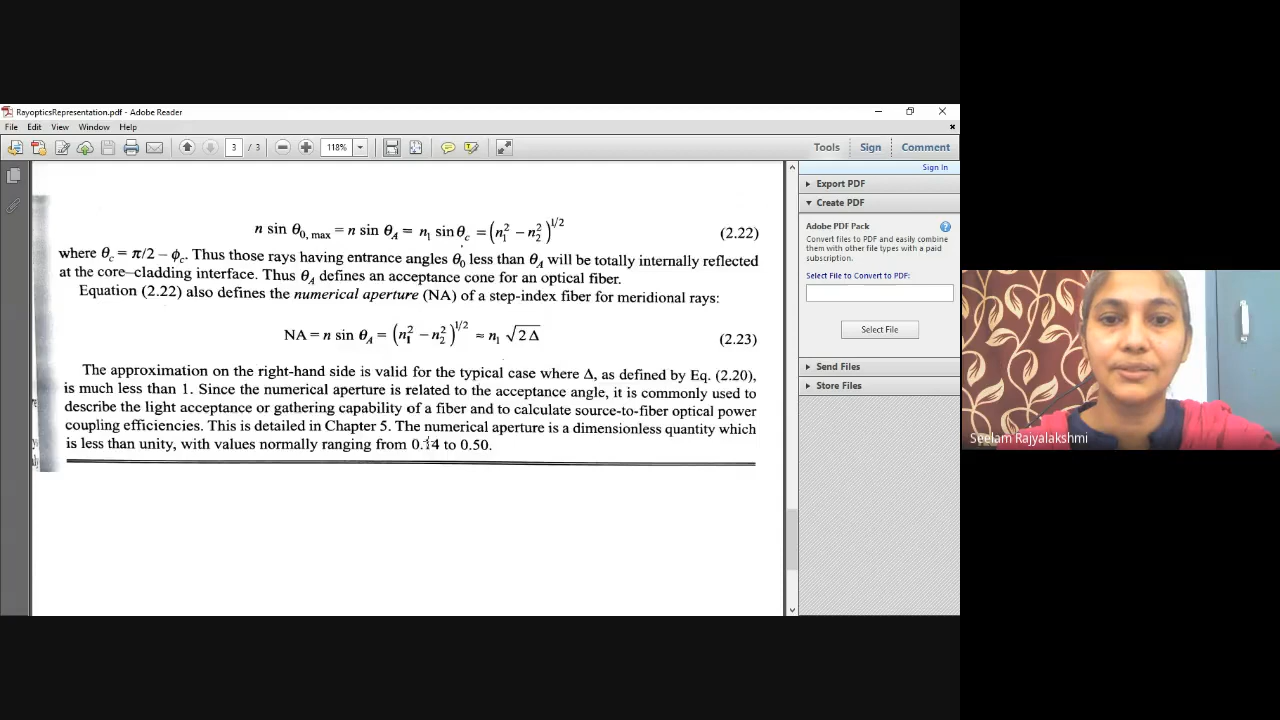 RayopticsRepresentation.pdf - Adobe Reader
File Edit View Window Help
3 / 3 118% Tools Sign Comment
Sign In
Export PDF
Create PDF
Adobe PDF Pack
Convert files to PDF and easily combine
them with other file types with a paid
subscription.
Select File to Convert to PDF:
Select File
Send Files
Store Files
n sin θ0, max = n sin θA = n1 sin θc = (n1² − n2²)^1/2 (2.22)
where θc = π/2 − ϕc. Thus those rays having entrance angles θ0 less than θA will be totally internally reflected
at the core–cladding interface. Thus θA defines an acceptance cone for an optical fiber.
Equation (2.22) also defines the numerical aperture (NA) of a step-index fiber for meridional rays:
NA = n sin θA = (n1² − n2²)^1/2 ≈ n1 √2 Δ (2.23)
The approximation on the right-hand side is valid for the typical case where Δ, as defined by Eq. (2.20),
is much less than 1. Since the numerical aperture is related to the acceptance angle, it is commonly used to
describe the light acceptance or gathering capability of a fiber and to calculate source-to-fiber optical power
coupling efficiencies. This is detailed in Chapter 5. The numerical aperture is a dimensionless quantity which
is less than unity, with values normally ranging from 0.14 to 0.50.
Seelam Rajyalakshmi